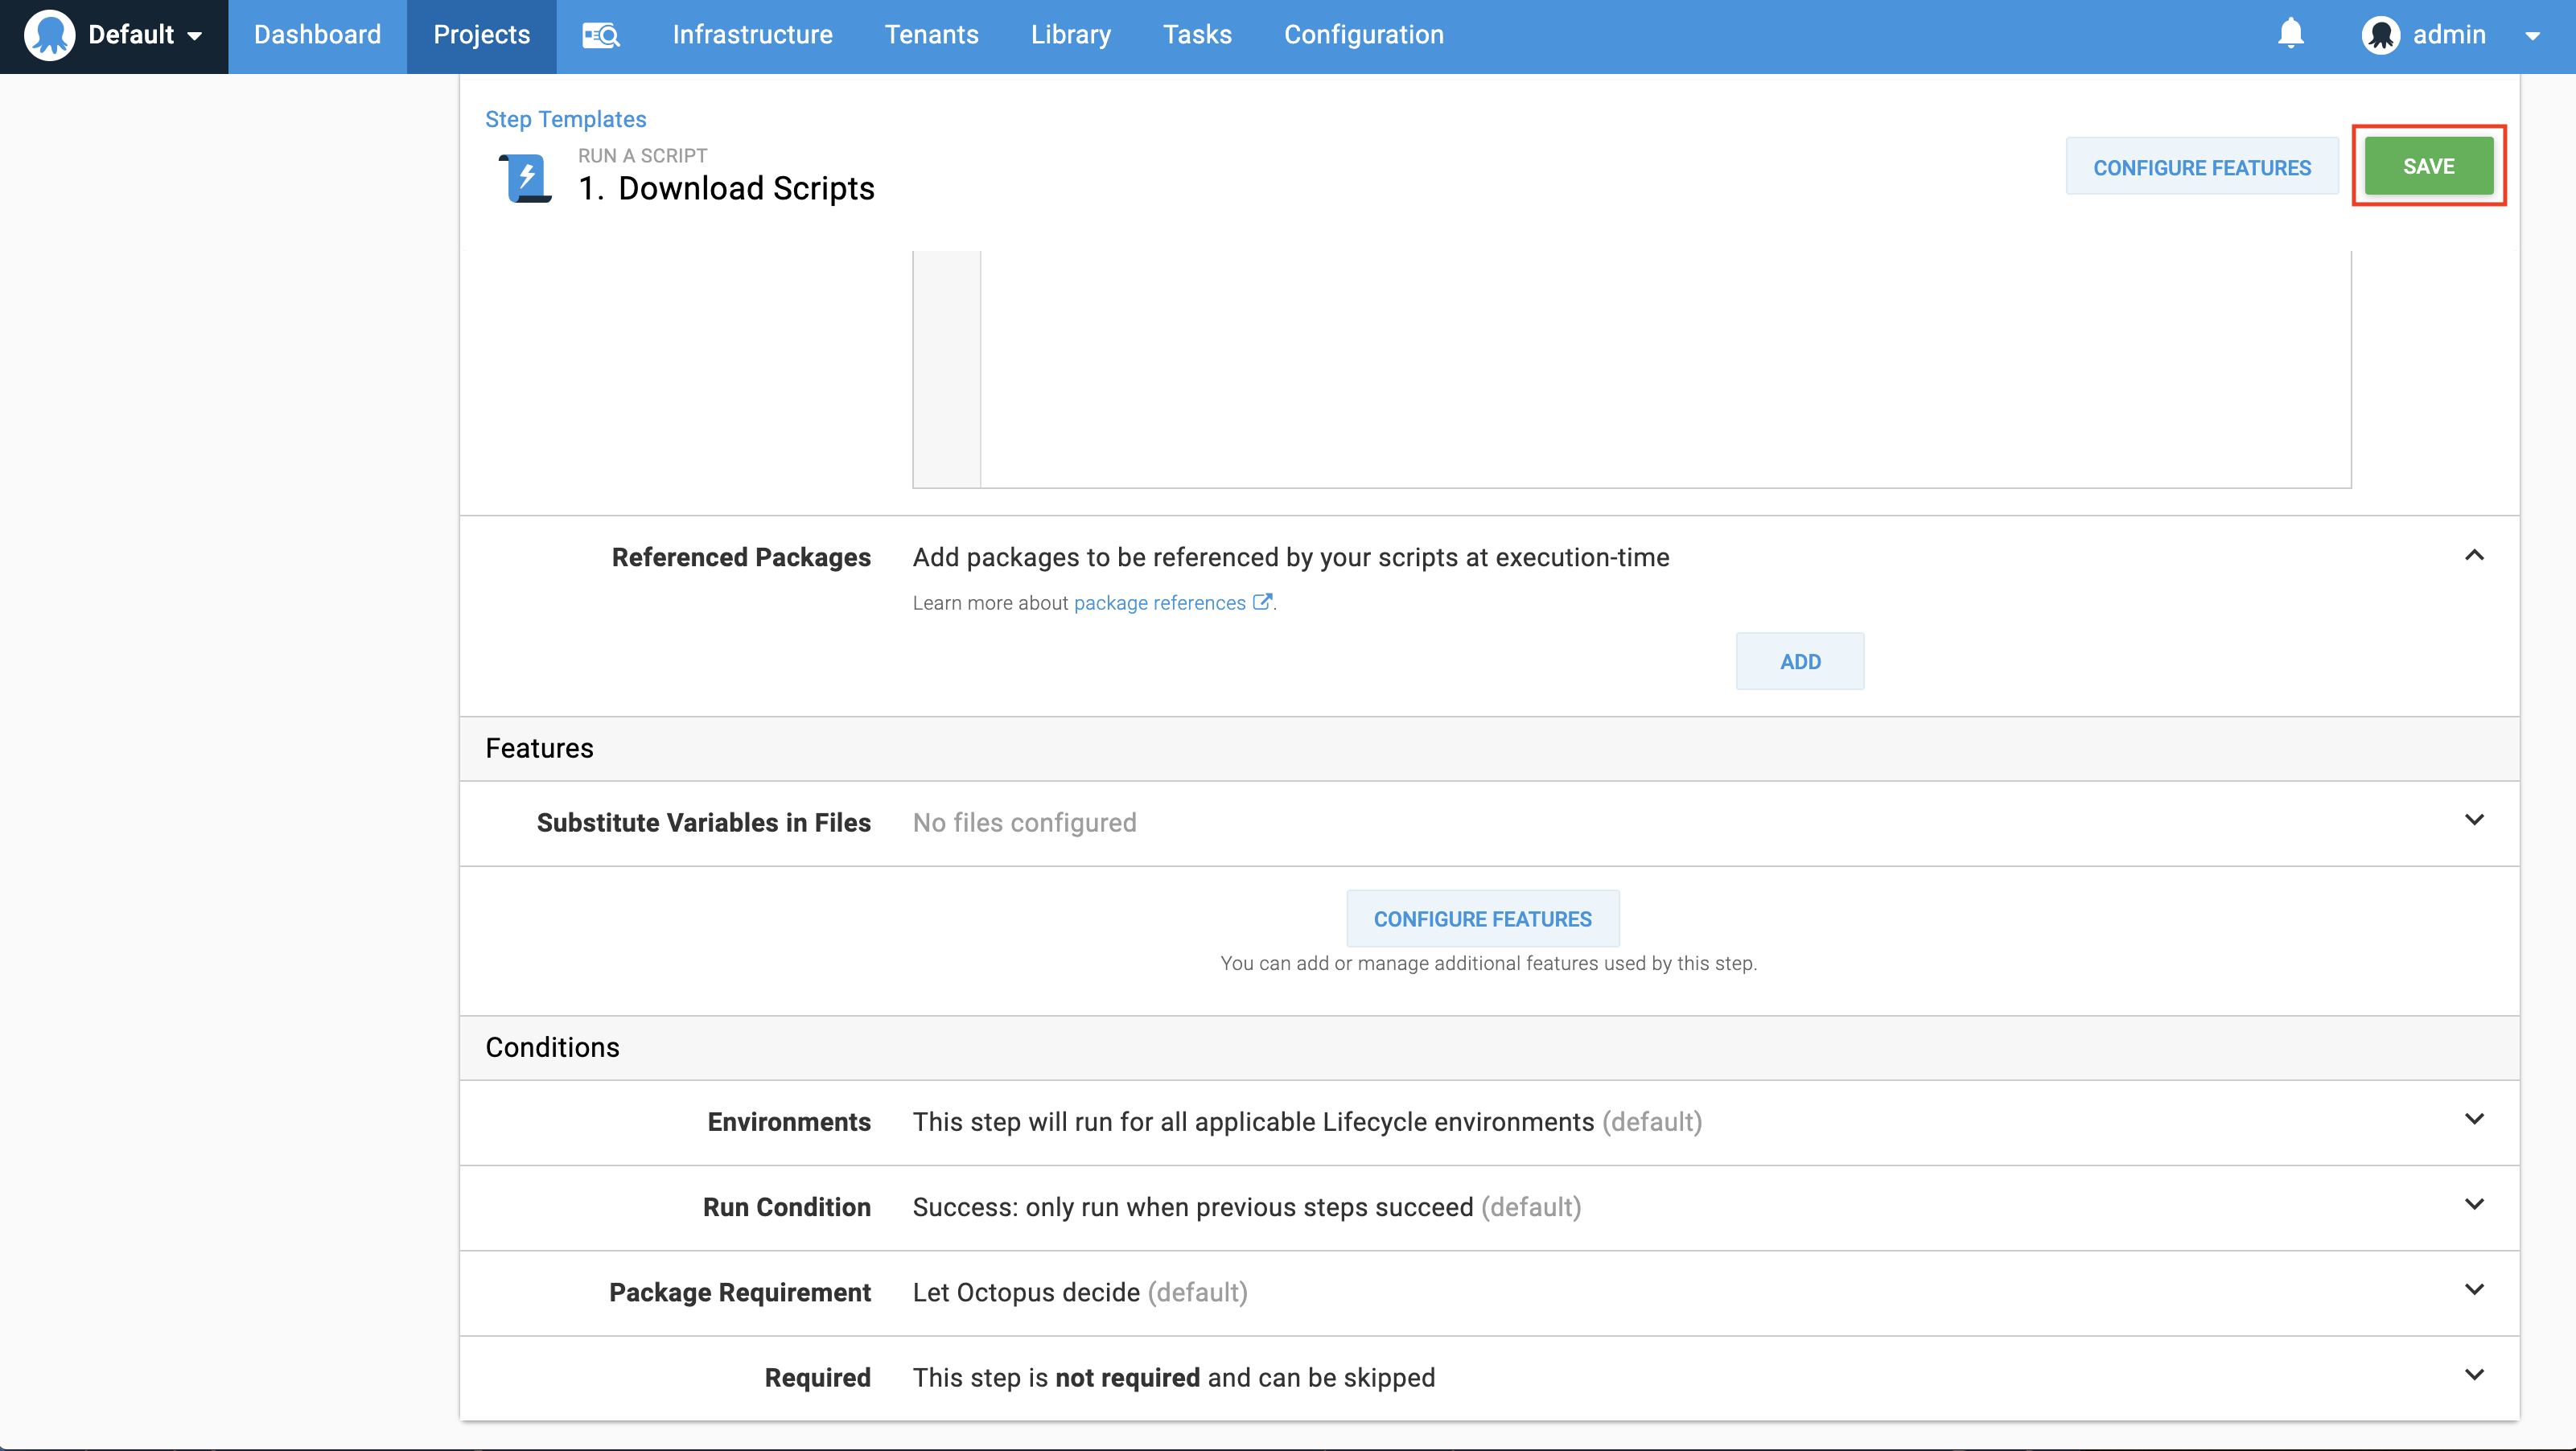 Default Dashboard Projects Infrastructure Tenants Library Tasks Configuration admin
Step Templates
RUN A SCRIPT
1. Download Scripts
CONFIGURE FEATURES SAVE
Referenced Packages Add packages to be referenced by your scripts at execution-time
Learn more about package references.
ADD
Features
Substitute Variables in Files No files configured
CONFIGURE FEATURES
You can add or manage additional features used by this step.
Conditions
Environments This step will run for all applicable Lifecycle environments (default)
Run Condition Success: only run when previous steps succeed (default)
Package Requirement Let Octopus decide (default)
Required This step is not required and can be skipped